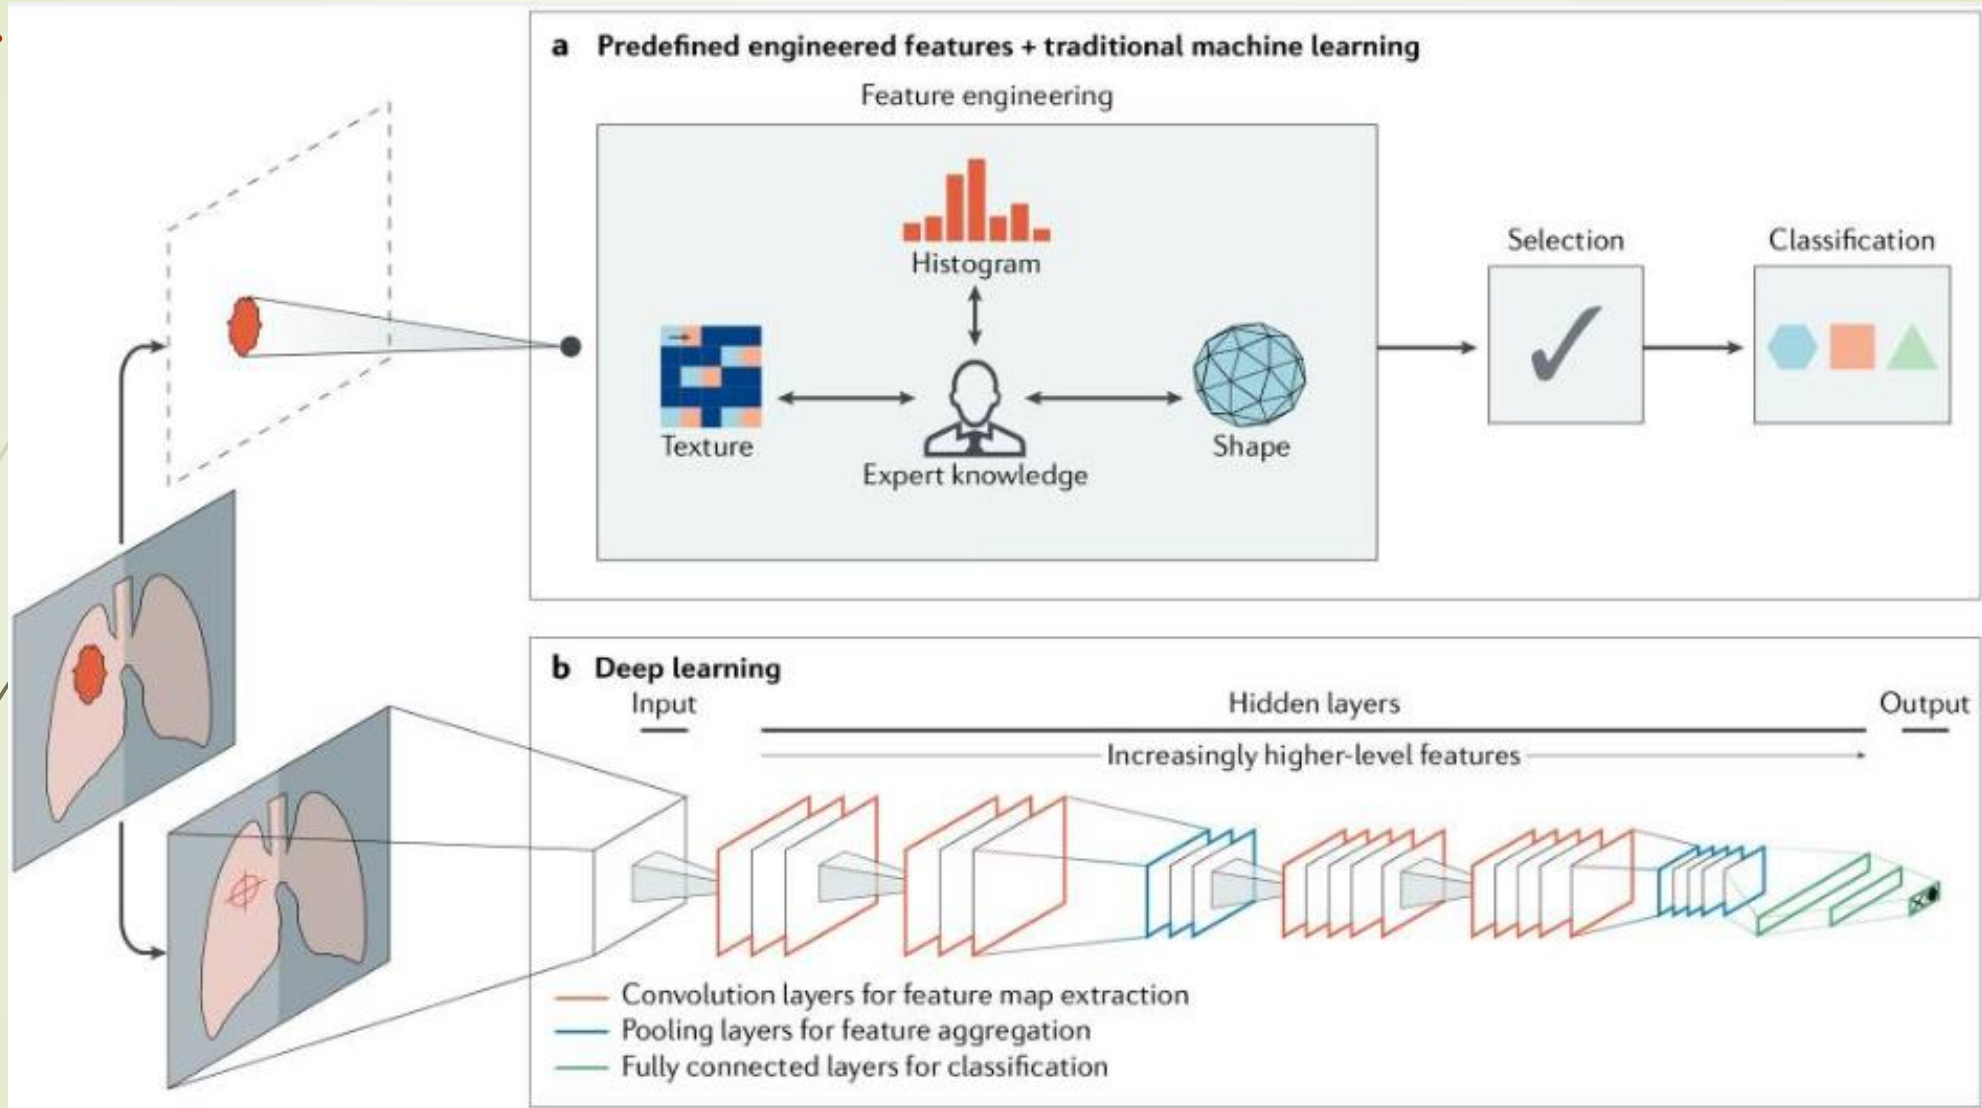 a Predefined engineered features + traditional machine learning
Feature engineering
Histogram
Texture
Expert knowledge
Shape
Selection
Classification
b Deep learning
Input
Hidden layers
Output
Increasingly higher-level features
Convolution layers for feature map extraction
Pooling layers for feature aggregation
Fully connected layers for classification